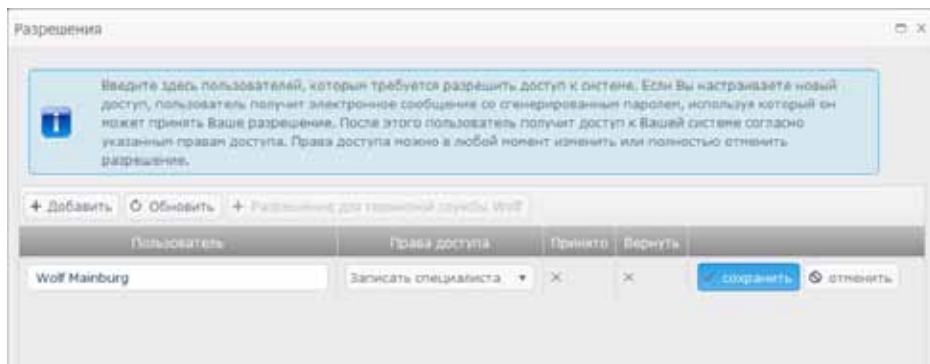 Разрешения
Введите здесь пользователей, которым требуется разрешить доступ к системе. Если Вы настраиваете новый
доступ, пользователь получит электронное сообщение со сгенерированным паролем, используя который он
может принять Ваше разрешение. После этого пользователь получит доступ к Вашей системе согласно
указанным правам доступа. Права доступа можно в любой момент изменить или полностью отменить
разрешение.
+ Добавить Обновить + Разрешение для сервисной службы Wolf
Пользователь Права доступа Принято Вернуть
Wolf Mainburg Записать специалиста сохранить отменить